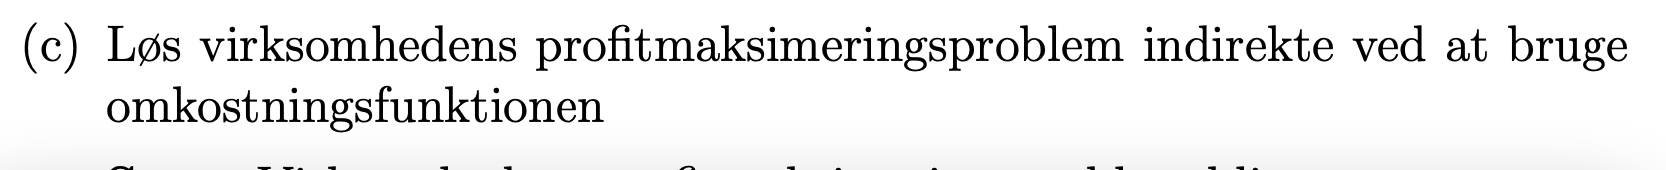 (c) Løs virksomhedens profitmaksimeringsproblem indirekte ved at bruge
omkostningsfunktionen